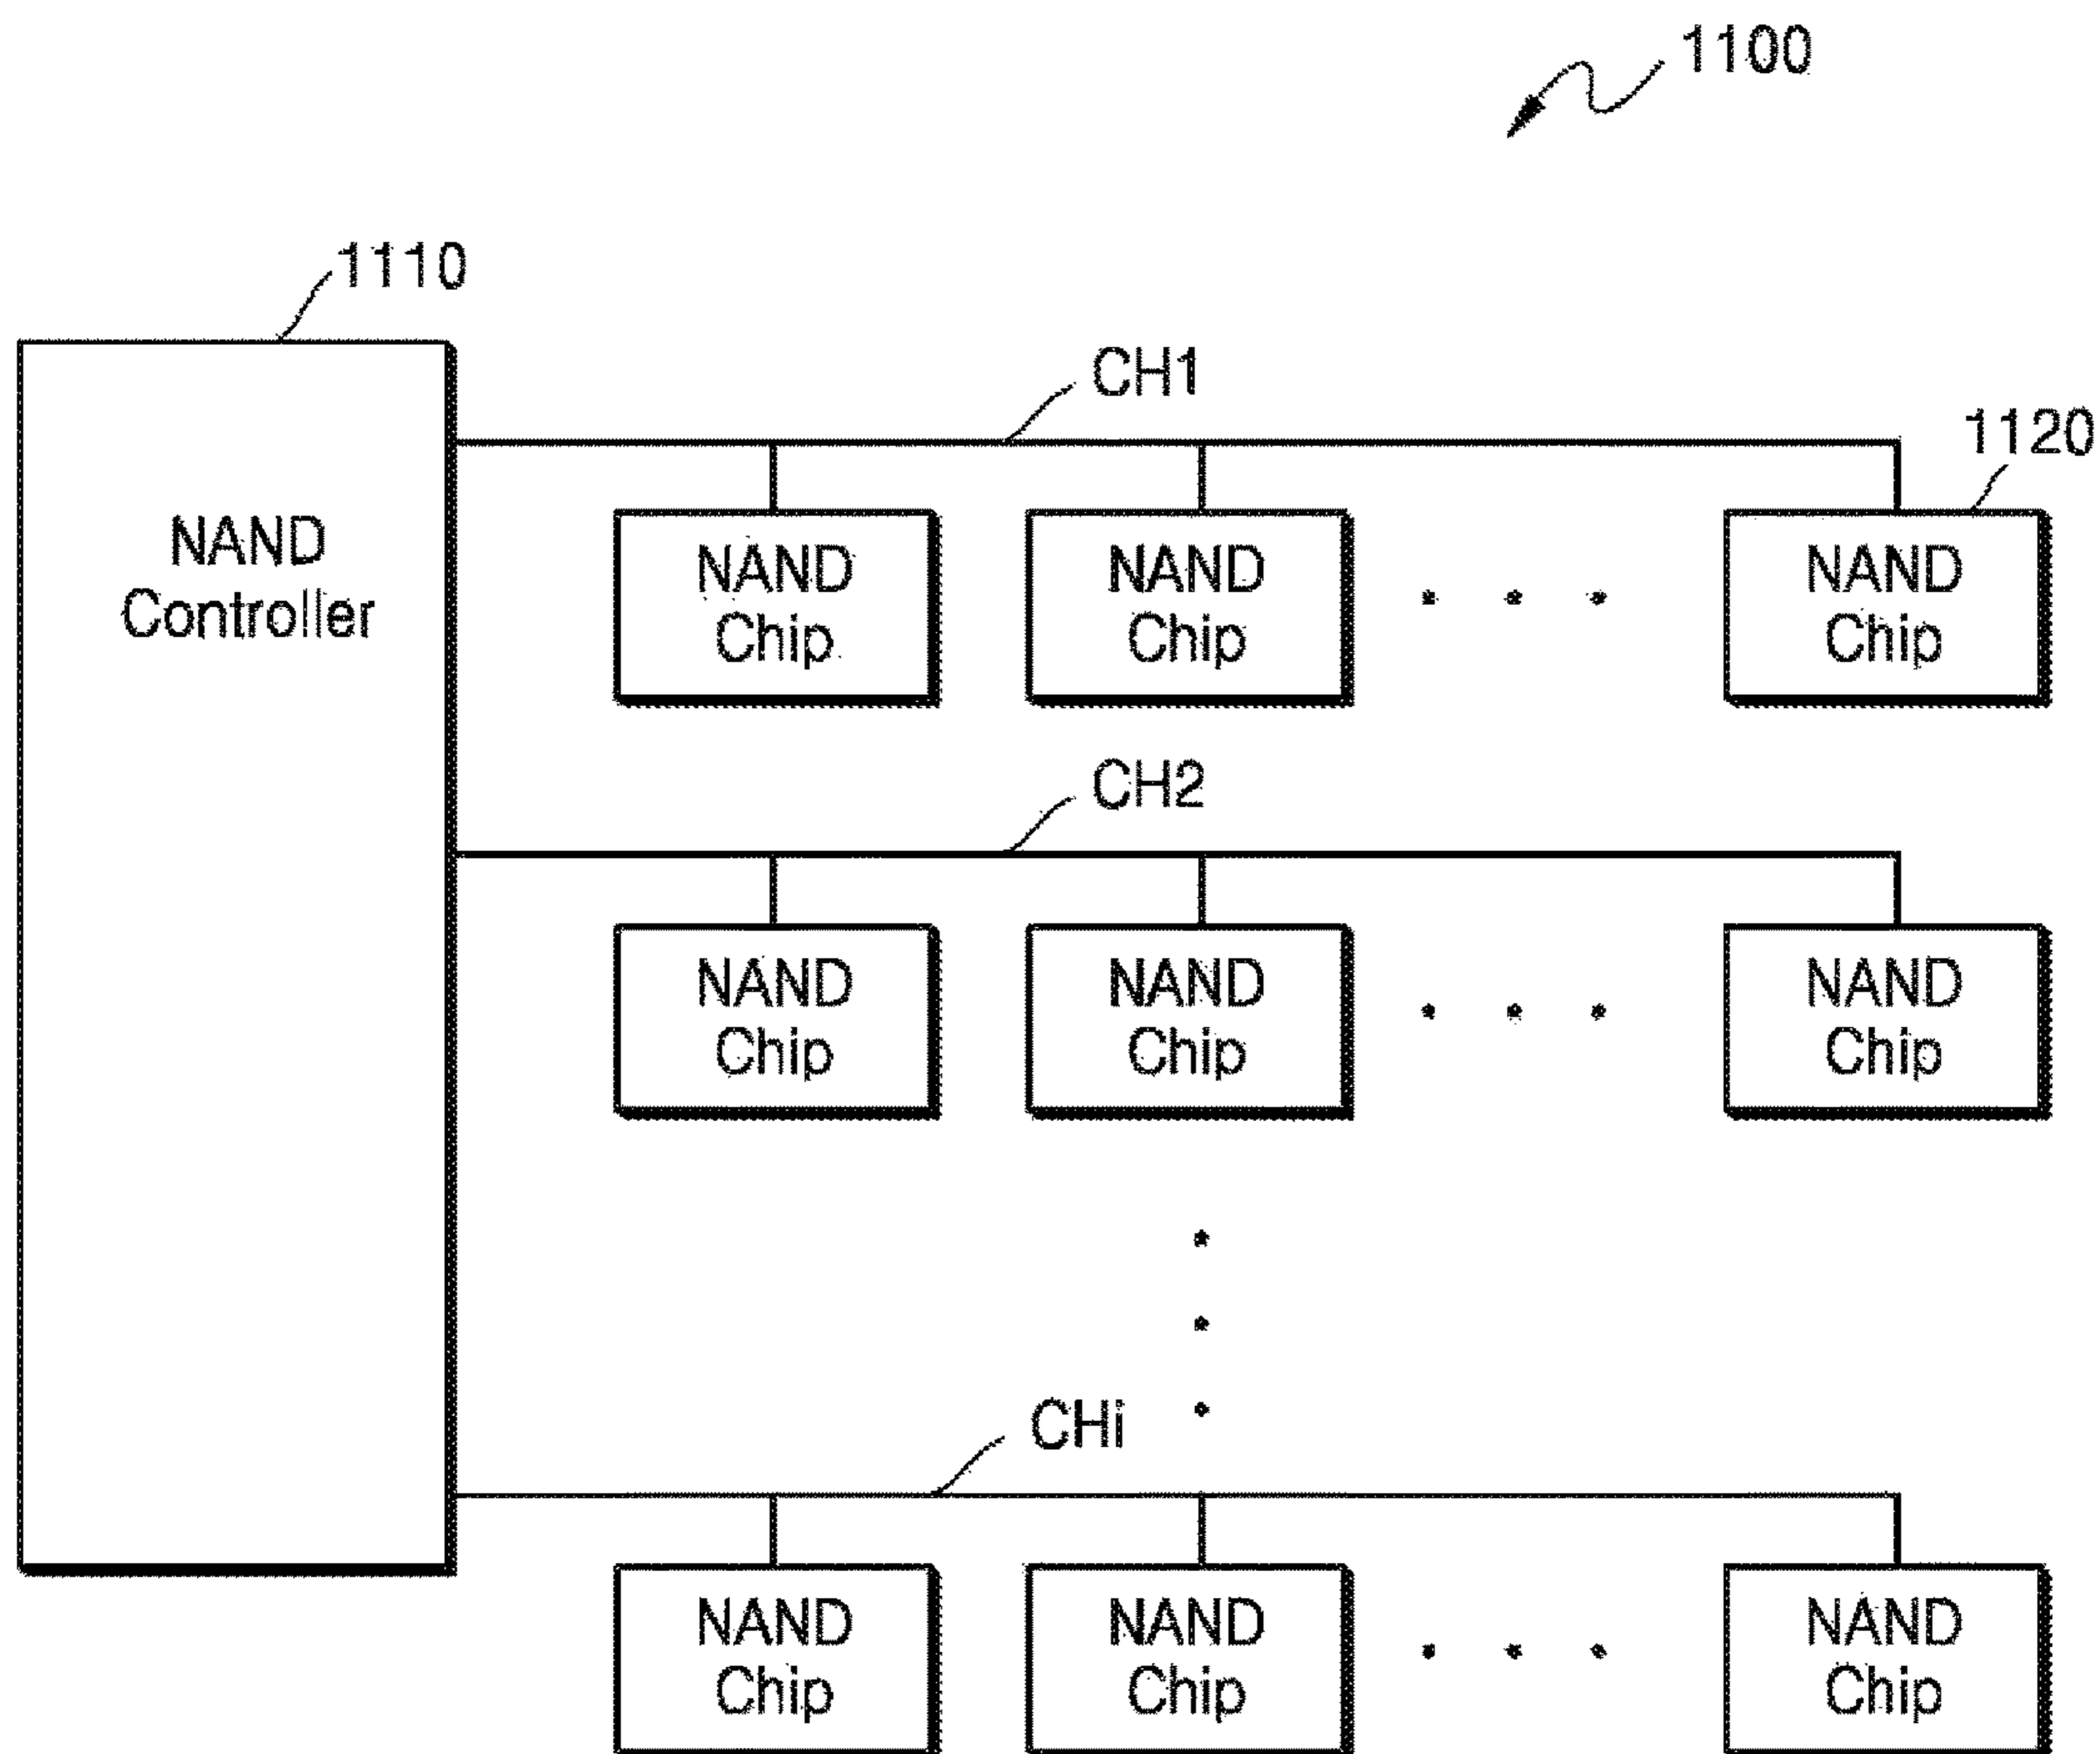 1100
1110
CH1
1120
NAND
Controller
NAND
Chip
NAND
Chip
NAND
Chip
CH2
NAND
Chip
NAND
Chip
NAND
Chip
CHi
NAND
Chip
NAND
Chip
NAND
Chip